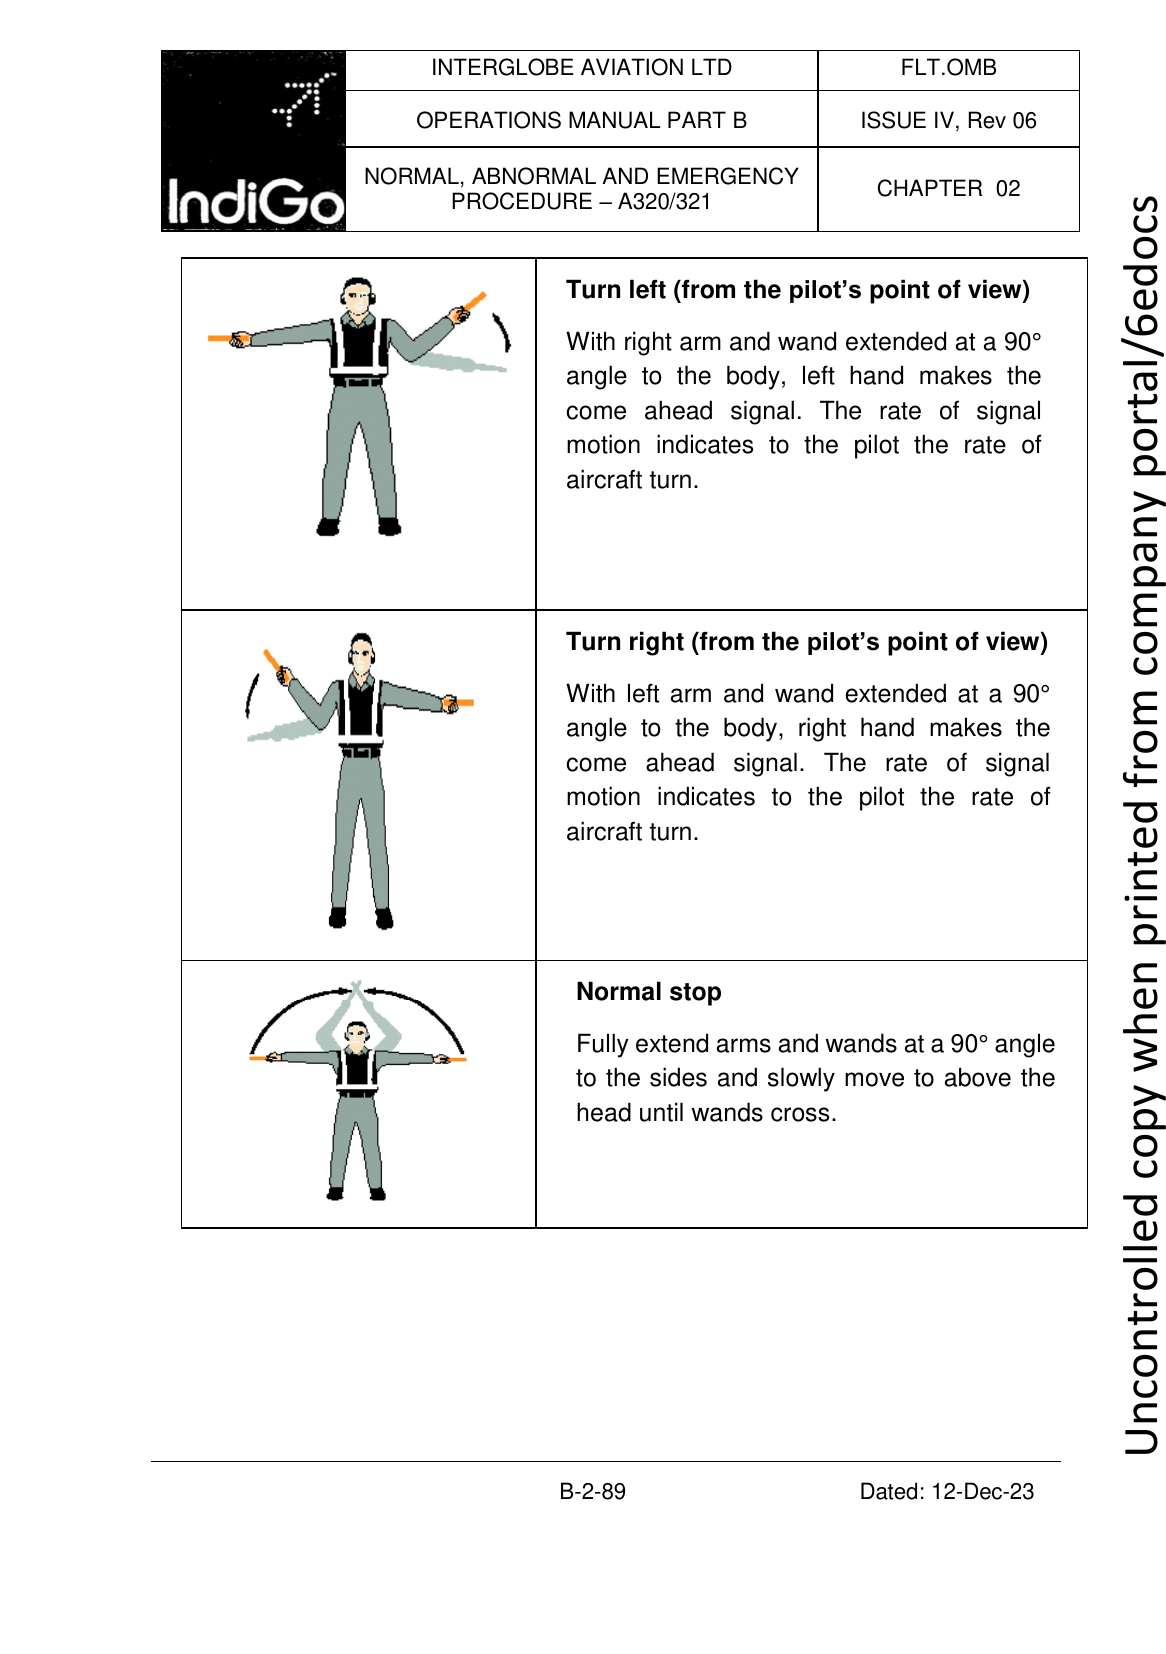 IndiGo
INTERGLOBE AVIATION LTD
FLT.OMB
OPERATIONS MANUAL PART B
ISSUE IV, Rev 06
NORMAL, ABNORMAL AND EMERGENCY
PROCEDURE – A320/321
CHAPTER 02
Turn left (from the pilot’s point of view)
With right arm and wand extended at a 90°
angle to the body, left hand makes the
come ahead signal. The rate of signal
motion indicates to the pilot the rate of
aircraft turn.
Turn right (from the pilot’s point of view)
With left arm and wand extended at a 90°
angle to the body, right hand makes the
come ahead signal. The rate of signal
motion indicates to the pilot the rate of
aircraft turn.
Normal stop
Fully extend arms and wands at a 90° angle
to the sides and slowly move to above the
head until wands cross.
B-2-89
Dated: 12-Dec-23
Uncontrolled copy when printed from company portal/6edocs